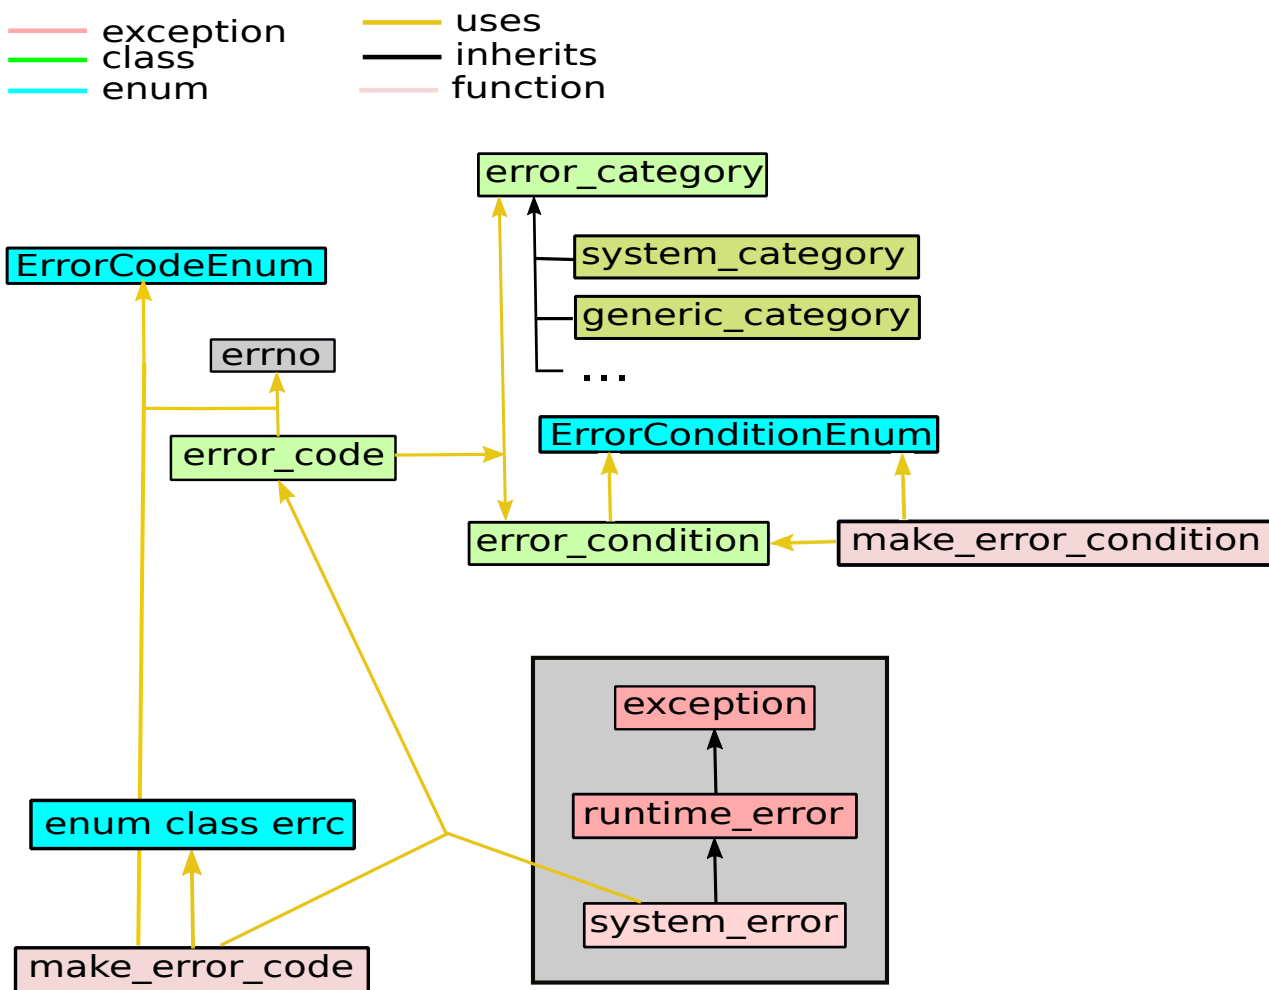 exception
class
enum
uses
inherits
function
error_category
system_category
generic_category
...
ErrorCodeEnum
errno
error_code
ErrorConditionEnum
error_condition
make_error_condition
exception
runtime_error
system_error
enum class errc
make_error_code